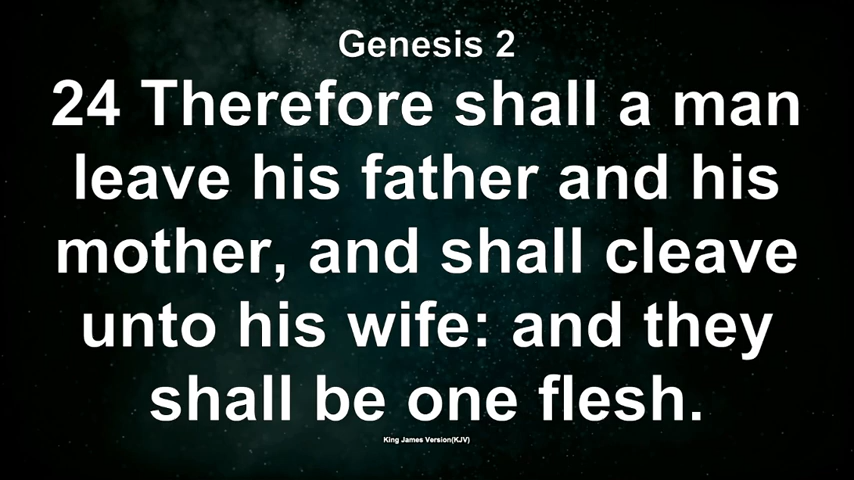 Genesis 2
24 Therefore shall a man
leave his father and his
mother, and shall cleave
unto his wife: and they
shall be one flesh.
King James Version(KJV)